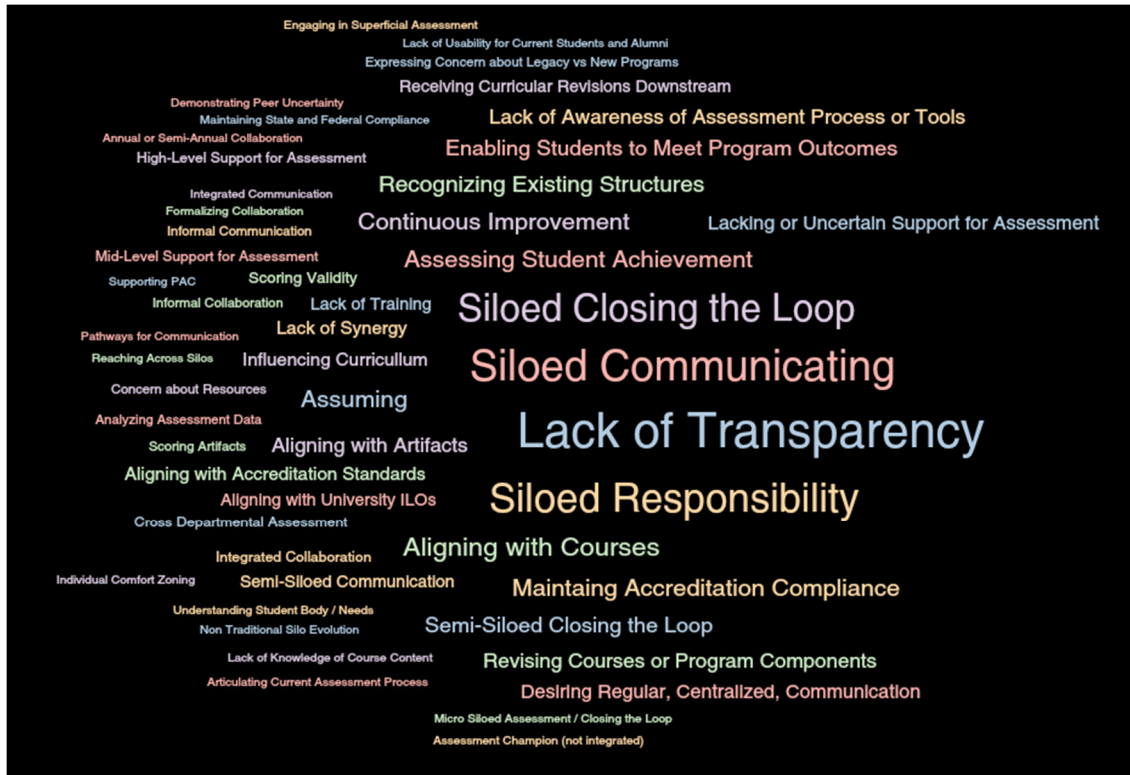 Engaging in Superficial Assessment
Lack of Usability for Current Students and Alumni
Expressing Concern about Legacy vs New Programs
Receiving Curricular Revisions Downstream
Demonstrating Peer Uncertainty
Maintaining State and Federal Compliance
Lack of Awareness of Assessment Process or Tools
Annual or Semi-Annual Collaboration
Enabling Students to Meet Program Outcomes
High-Level Support for Assessment
Recognizing Existing Structures
Integrated Communication
Formalizing Collaboration
Continuous Improvement
Lacking or Uncertain Support for Assessment
Informal Communication
Mid-Level Support for Assessment
Assessing Student Achievement
Supporting PAC
Scoring Validity
Informal Collaboration
Lack of Training
Siloed Closing the Loop
Lack of Synergy
Pathways for Communication
Reaching Across Silos
Influencing Curricullum
Siloed Communicating
Concern about Resources
Assuming
Analyzing Assessment Data
Lack of Transparency
Scoring Artifacts
Aligning with Artifacts
Aligning with Accreditation Standards
Aligning with University ILOs
Siloed Responsibility
Cross Departmental Assessment
Aligning with Courses
Integrated Collaboration
Individual Comfort Zoning
Semi-Siloed Communication
Maintaing Accreditation Compliance
Understanding Student Body / Needs
Non Traditional Silo Evolution
Semi-Siloed Closing the Loop
Lack of Knowledge of Course Content
Revising Courses or Program Components
Articulating Current Assessment Process
Desiring Regular, Centralized, Communication
Micro Siloed Assessment / Closing the Loop
Assessment Champion (not integrated)